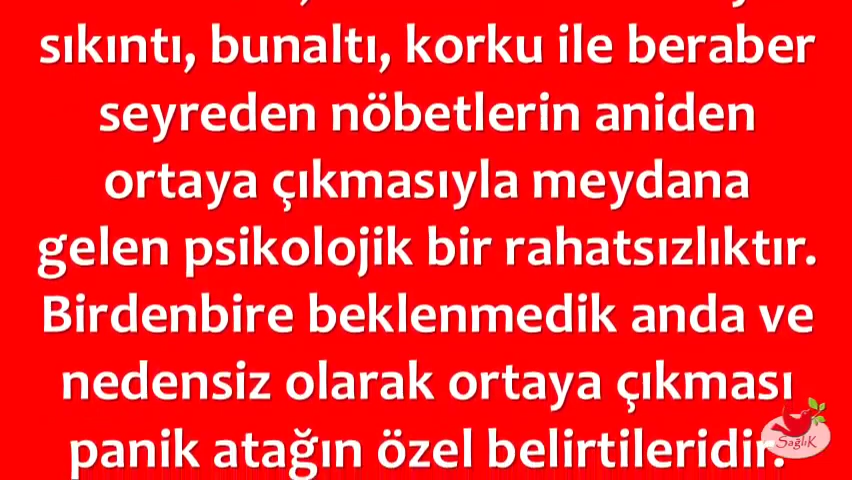 sıkıntı, bunaltı, korku ile beraber
seyreden nöbetlerin aniden
ortaya çıkmasıyla meydana
gelen psikolojik bir rahatsızlıktır.
Birdenbire beklenmedik anda ve
nedensiz olarak ortaya çıkması
panik atağın özel belirtileridir.
SağlıK